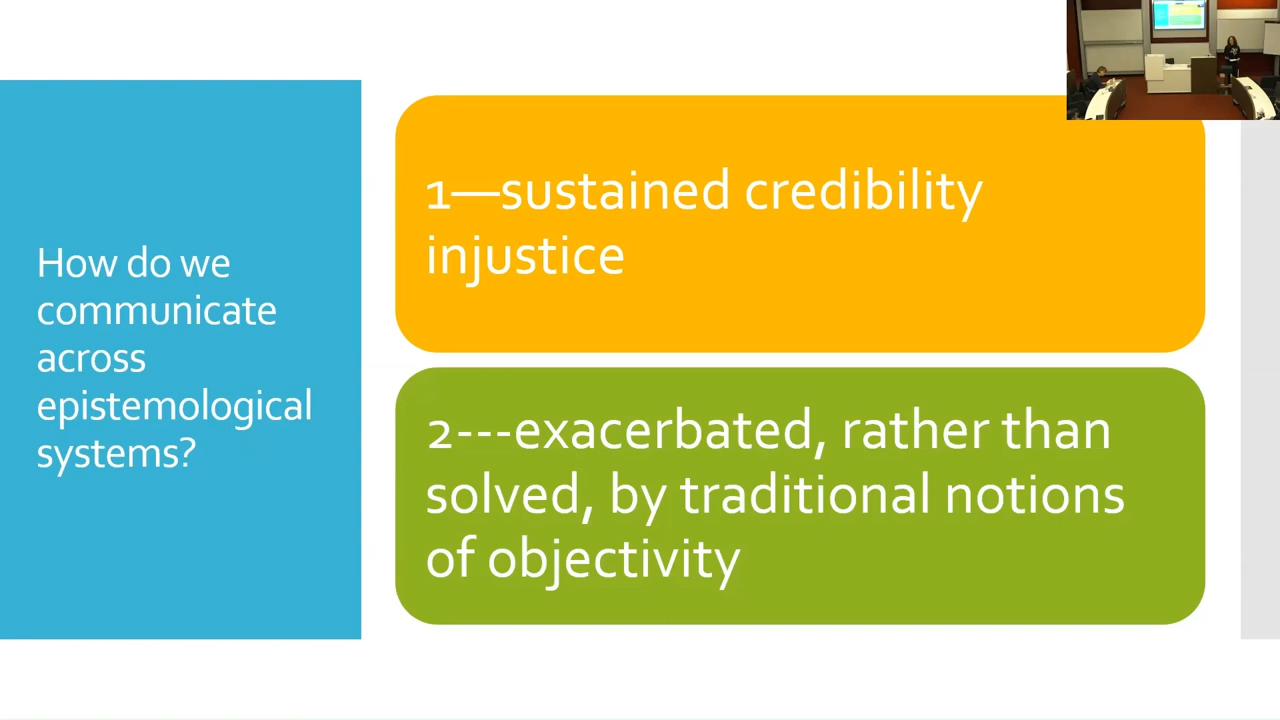 How do we
communicate
across
epistemological
systems?
1—sustained credibility
injustice
2---exacerbated, rather than
solved, by traditional notions
of objectivity